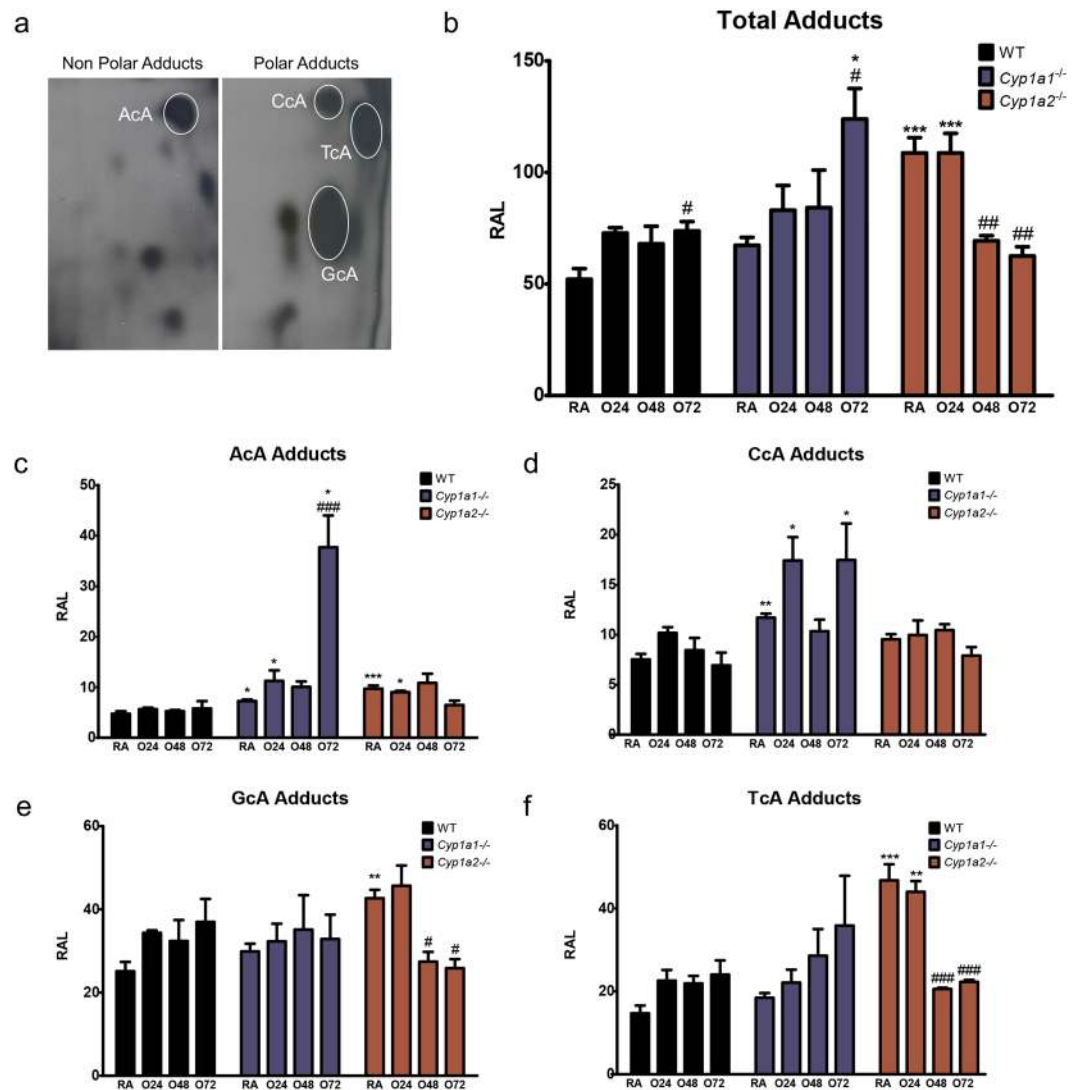 a
Non Polar Adducts
Polar Adducts
AcA
CcA
TcA
GcA
b
Total Adducts
WT
Cyp1a1-/-
Cyp1a2-/-
RAL
150
100
50
0
#
*
#
***
***
##
##
RA O24 O48 O72
RA O24 O48 O72
RA O24 O48 O72
c
AcA Adducts
WT
Cyp1a1-/-
Cyp1a2-/-
RAL
50
40
30
20
10
0
*
*
*
###
***
*
RA O24 O48 O72
RA O24 O48 O72
RA O24 O48 O72
d
CcA Adducts
WT
Cyp1a1-/-
Cyp1a2-/-
RAL
25
20
15
10
5
0
**
*
*
RA O24 O48 O72
RA O24 O48 O72
RA O24 O48 O72
e
GcA Adducts
WT
Cyp1a1-/-
Cyp1a2-/-
RAL
60
40
20
0
**
#
#
RA O24 O48 O72
RA O24 O48 O72
RA O24 O48 O72
f
TcA Adducts
WT
Cyp1a1-/-
Cyp1a2-/-
RAL
60
40
20
0
***
**
###
###
RA O24 O48 O72
RA O24 O48 O72
RA O24 O48 O72